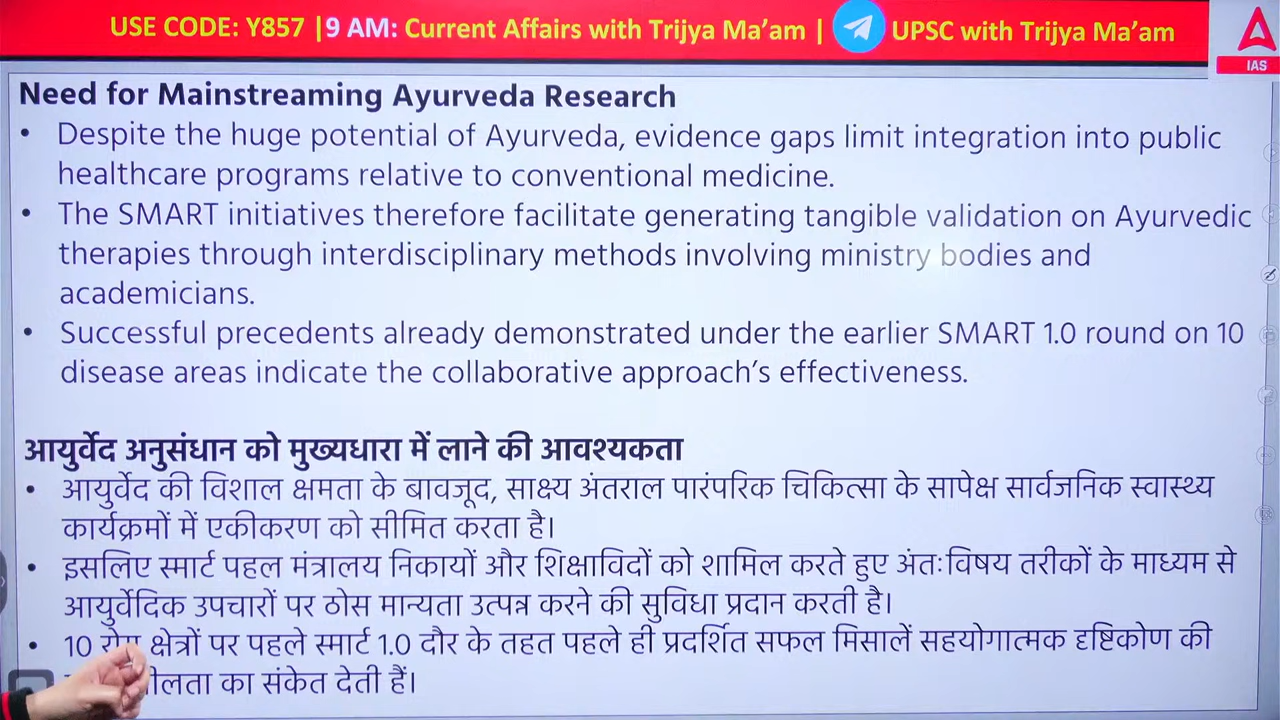 USE CODE: Y857 |9 AM: Current Affairs with Trijya Ma’am | UPSC with Trijya Ma’am
IAS
Need for Mainstreaming Ayurveda Research
• Despite the huge potential of Ayurveda, evidence gaps limit integration into public
healthcare programs relative to conventional medicine.
• The SMART initiatives therefore facilitate generating tangible validation on Ayurvedic
therapies through interdisciplinary methods involving ministry bodies and
academicians.
• Successful precedents already demonstrated under the earlier SMART 1.0 round on 10
disease areas indicate the collaborative approach’s effectiveness.
आयुर्वेद अनुसंधान को मुख्यधारा में लाने की आवश्यकता
• आयुर्वेद की विशाल क्षमता के बावजूद, साक्ष्य अंतराल पारंपरिक चिकित्सा के सापेक्ष सार्वजनिक स्वास्थ्य
कार्यक्रमों में एकीकरण को सीमित करता है।
• इसलिए स्मार्ट पहल मंत्रालय निकायों और शिक्षाविदों को शामिल करते हुए अंतःविषय तरीकों के माध्यम से
आयुर्वेदिक उपचारों पर ठोस मान्यता उत्पन्न करने की सुविधा प्रदान करती है।
• 10 क्षेत्रों पर पहले स्मार्ट 1.0 दौर के तहत पहले ही प्रदर्शित सफल मिसालें सहयोगात्मक दृष्टिकोण की
का संकेत देती हैं।